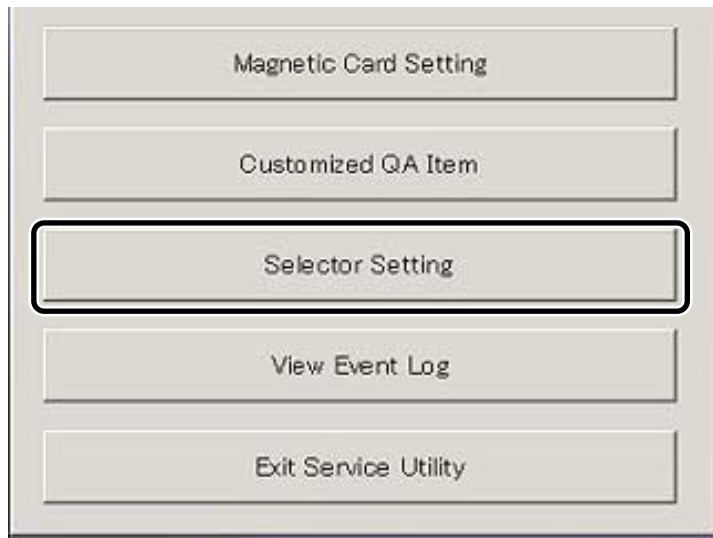 Magnetic Card Setting
Customized QA Item
Selector Setting
View Event Log
Exit Service Utility